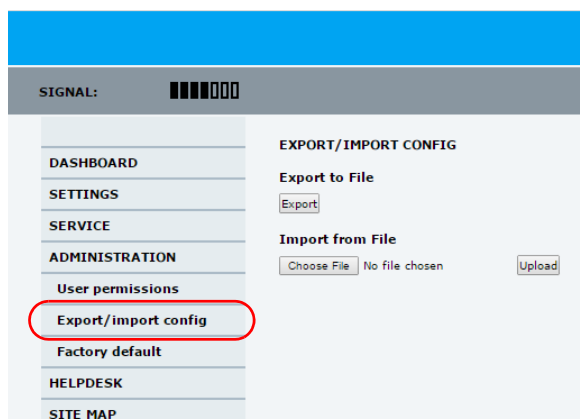 SIGNAL:
DASHBOARD
SETTINGS
SERVICE
ADMINISTRATION
User permissions
Export/import config
Factory default
HELPDESK
SITE MAP
EXPORT/IMPORT CONFIG
Export to File
Export
Import from File
Choose File No file chosen Upload